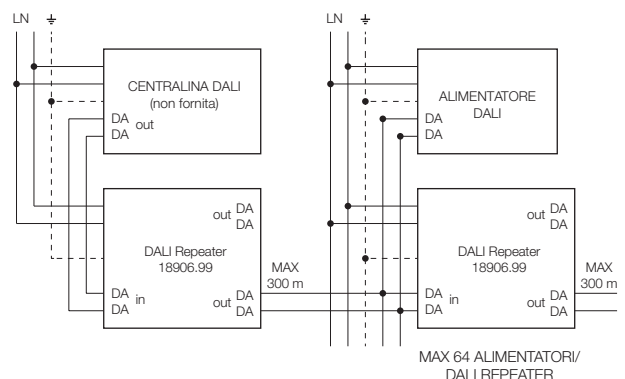 LN
CENTRALINA DALI
(non fornita)
DA
DA
out
out
DA
DA
DALI Repeater
18906.99
DA
DA
in
out
DA
DA
MAX
300 m
LN
ALIMENTATORE
DALI
DA
DA
out
DA
DA
DALI Repeater
18906.99
DA
DA
in
out
DA
DA
MAX
300 m
MAX 64 ALIMENTATORI/
DALI REPEATER